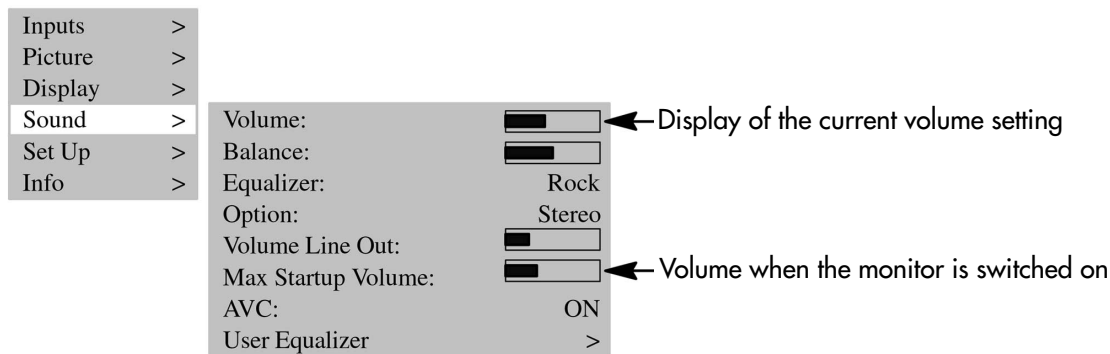 Inputs >
Picture >
Display >
Sound >
Set Up >
Info >
Volume:
Display of the current volume setting
Balance:
Equalizer: Rock
Option: Stereo
Volume Line Out:
Max Startup Volume:
Volume when the monitor is switched on
AVC: ON
User Equalizer >